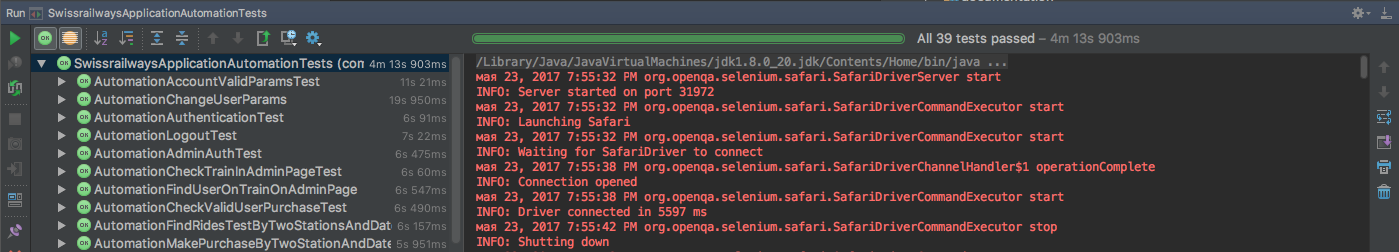 Run SwissrailwaysApplicationAutomationTests
All 39 tests passed – 4m 13s 903ms
SwissrailwaysApplicationAutomationTests (con 4m 13s 903ms
AutomationAccountValidParamsTest 11s 21ms
AutomationChangeUserParams 19s 950ms
AutomationAuthenticationTest 6s 91ms
AutomationLogoutTest 7s 22ms
AutomationAdminAuthTest 6s 475ms
AutomationCheckTrainInAdminPageTest 6s 60ms
AutomationFindUserOnTrainOnAdminPage 6s 547ms
AutomationCheckValidUserPurchaseTest 6s 490ms
AutomationFindRidesTestByTwoStationsAndDate 6s 157ms
AutomationMakePurchaseByTwoStationAndDate 5s 951ms
/Library/Java/JavaVirtualMachines/jdk1.8.0_20.jdk/Contents/Home/bin/java ...
мая 23, 2017 7:55:32 PM org.openqa.selenium.safari.SafariDriverServer start
INFO: Server started on port 31972
мая 23, 2017 7:55:32 PM org.openqa.selenium.safari.SafariDriverCommandExecutor start
INFO: Launching Safari
мая 23, 2017 7:55:32 PM org.openqa.selenium.safari.SafariDriverCommandExecutor start
INFO: Waiting for SafariDriver to connect
мая 23, 2017 7:55:38 PM org.openqa.selenium.safari.SafariDriverChannelHandler$1 operationComplete
INFO: Connection opened
мая 23, 2017 7:55:38 PM org.openqa.selenium.safari.SafariDriverCommandExecutor start
INFO: Driver connected in 5597 ms
мая 23, 2017 7:55:42 PM org.openqa.selenium.safari.SafariDriverCommandExecutor stop
INFO: Shutting down